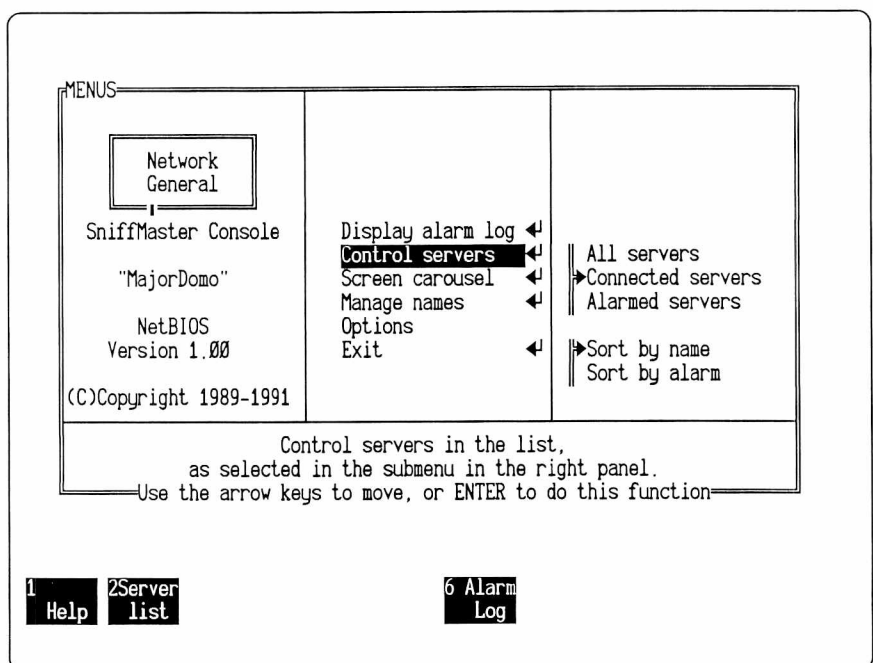 MENUS
Network
General
SniffMaster Console
"MajorDomo"
NetBIOS
Version 1.00
(C)Copyright 1989-1991
Display alarm log
Control servers
Screen carousel
Manage names
Options
Exit
All servers
Connected servers
Alarmed servers
Sort by name
Sort by alarm
Control servers in the list,
as selected in the submenu in the right panel.
Use the arrow keys to move, or ENTER to do this function
1 Help
2Server list
6 Alarm Log